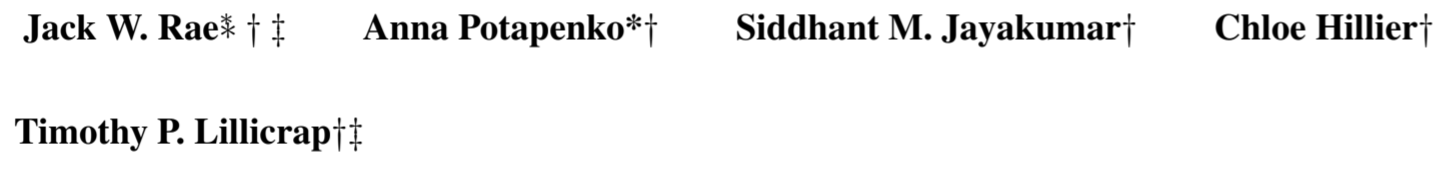 Jack W. Rae* † ‡ Anna Potapenko*† Siddhant M. Jayakumar† Chloe Hillier†
Timothy P. Lillicrap†‡